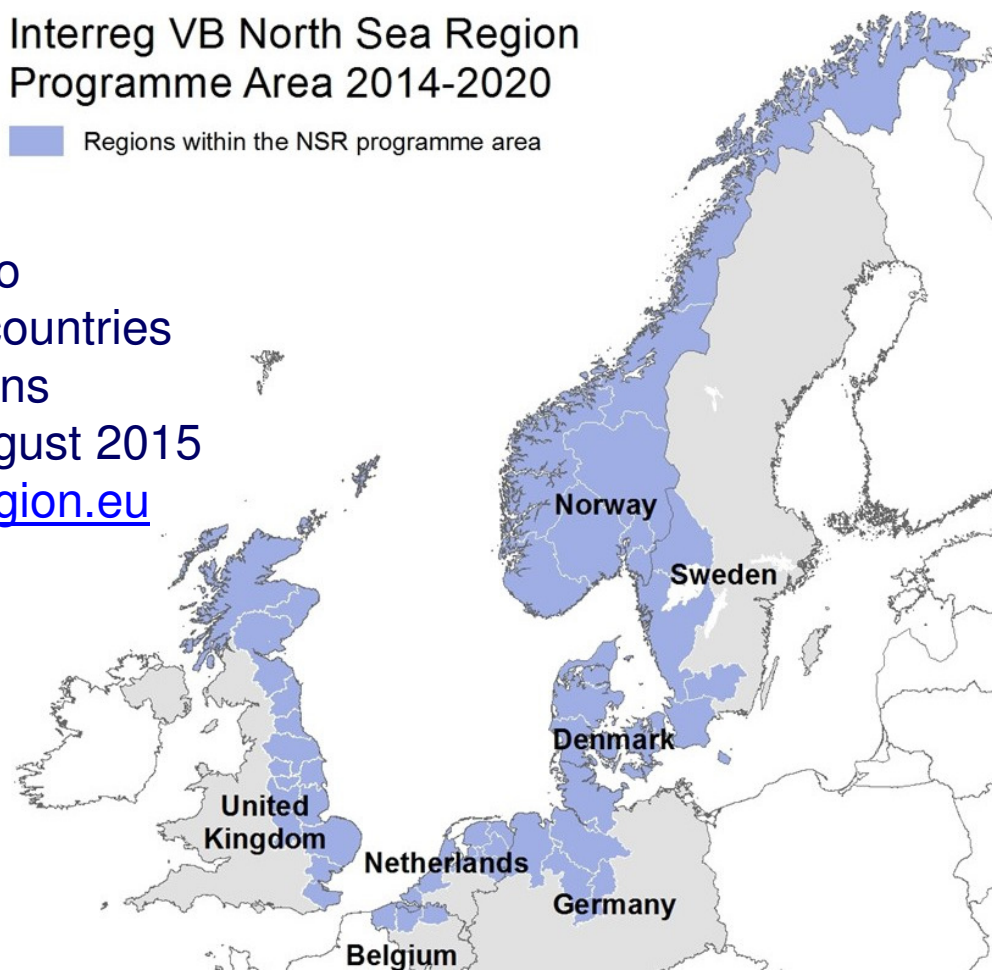 Interreg VB North Sea Region
Programme Area 2014-2020
Regions within the NSR programme area
o
countries
ns
gust 2015
gion.eu
Norway
Sweden
Denmark
United
Kingdom
Netherlands
Germany
Belgium